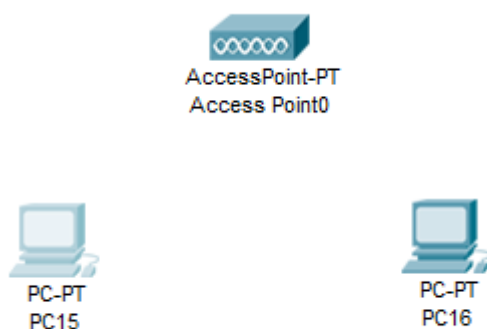 AccessPoint-PT
Access Point0
PC-PT
PC15
PC-PT
PC16